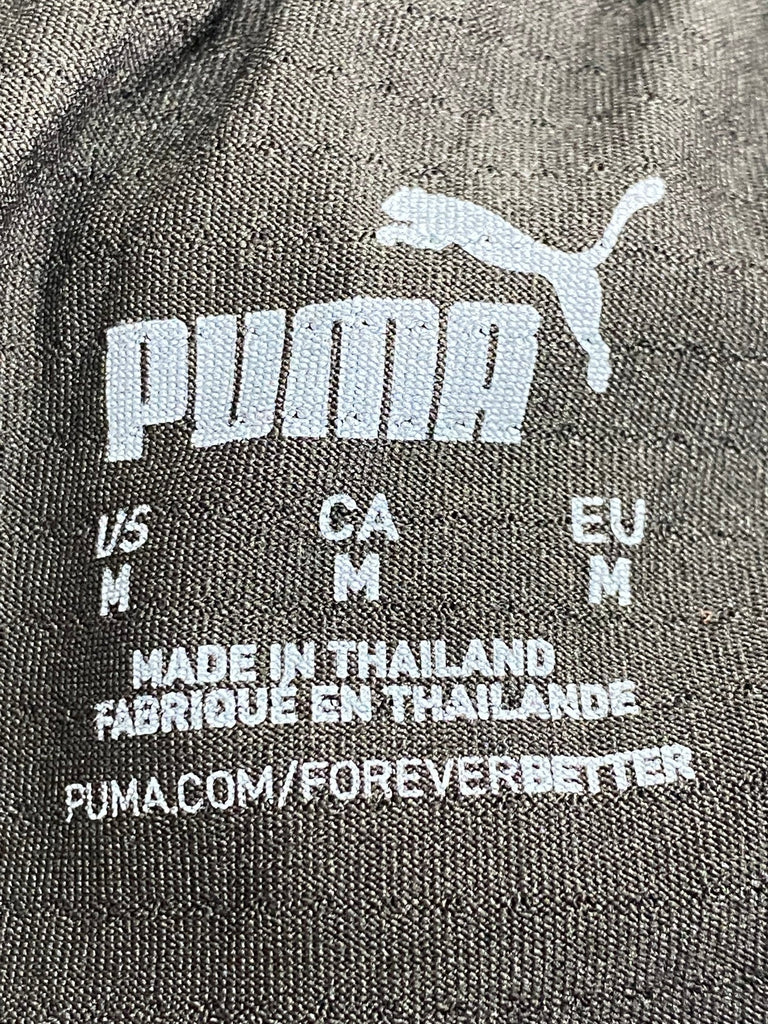 PUMA
US CA EU
M M M
MADE IN THAILAND
FABRIQUÉ EN THAILANDE
PUMA.COM/FOREVERBETTER